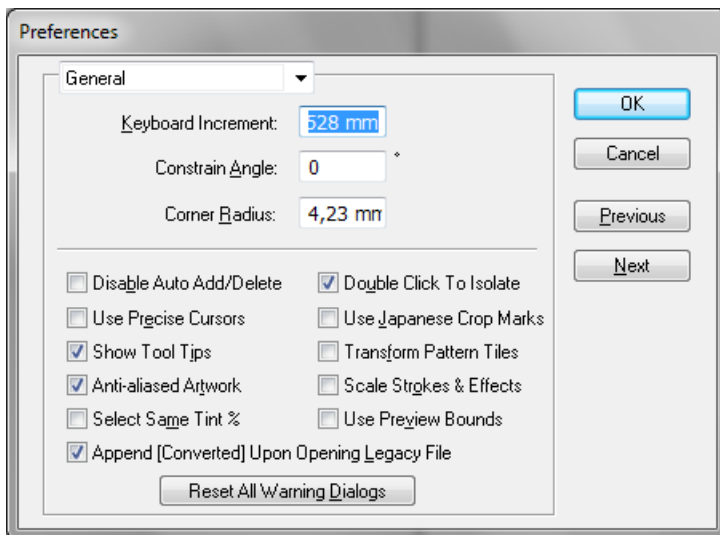 Preferences
General
Keyboard Increment: 528 mm
Constrain Angle: 0 °
Corner Radius: 4,23 mm
OK
Cancel
Previous
Next
Disable Auto Add/Delete
Double Click To Isolate
Use Precise Cursors
Use Japanese Crop Marks
Show Tool Tips
Transform Pattern Tiles
Anti-aliased Artwork
Scale Strokes & Effects
Select Same Tint %
Use Preview Bounds
Append [Converted] Upon Opening Legacy File
Reset All Warning Dialogs